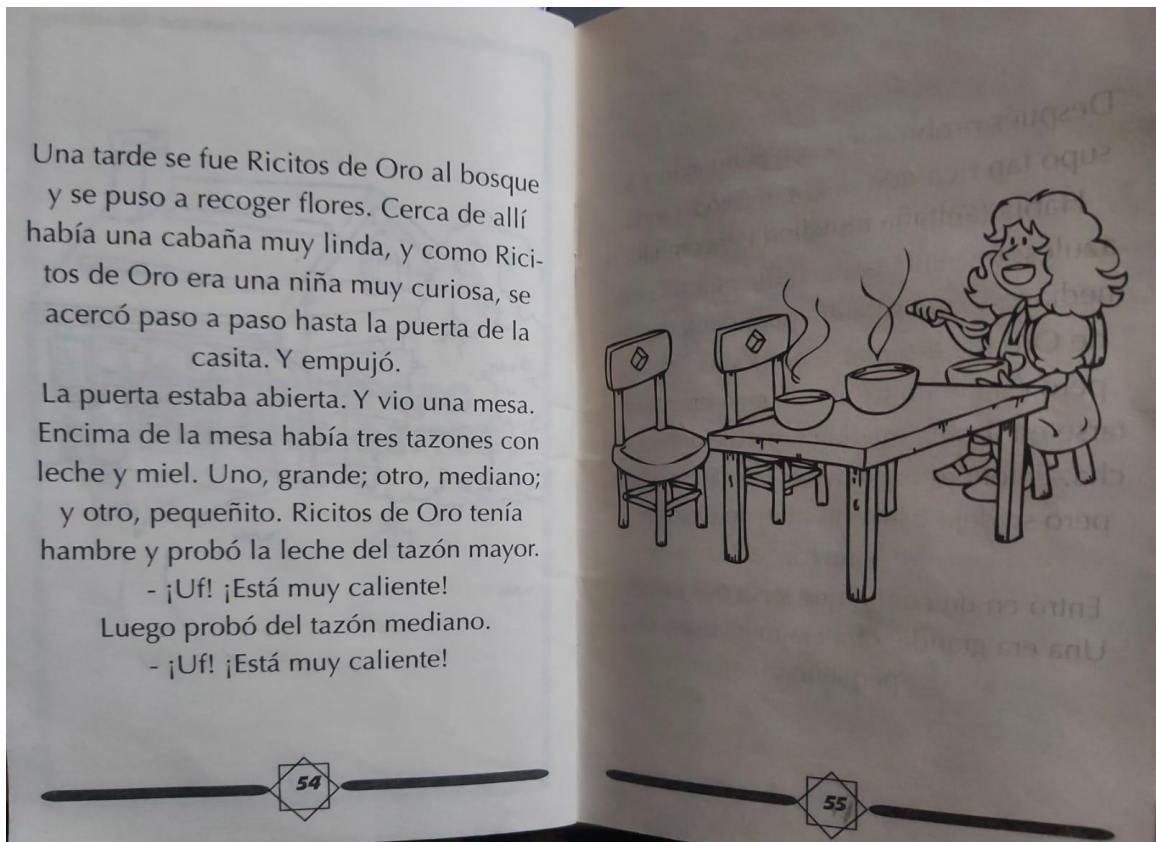 Una tarde se fue Ricitos de Oro al bosque
y se puso a recoger flores. Cerca de allí
había una cabaña muy linda, y como Rici-
tos de Oro era una niña muy curiosa, se
acercó paso a paso hasta la puerta de la
casita. Y empujó.
La puerta estaba abierta. Y vio una mesa.
Encima de la mesa había tres tazones con
leche y miel. Uno, grande; otro, mediano;
y otro, pequeñito. Ricitos de Oro tenía
hambre y probó la leche del tazón mayor.
- ¡Uf! ¡Está muy caliente!
Luego probó del tazón mediano.
- ¡Uf! ¡Está muy caliente!
54
55